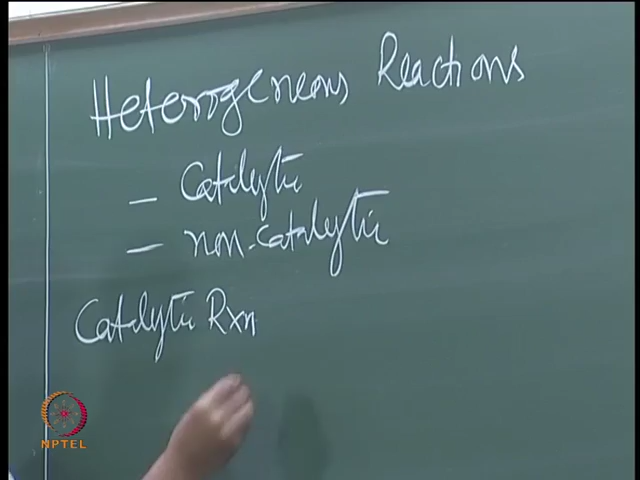 Heterogeneous Reactions
- Catalytic
- non-catalytic
Catalytic Rxn
NPTEL